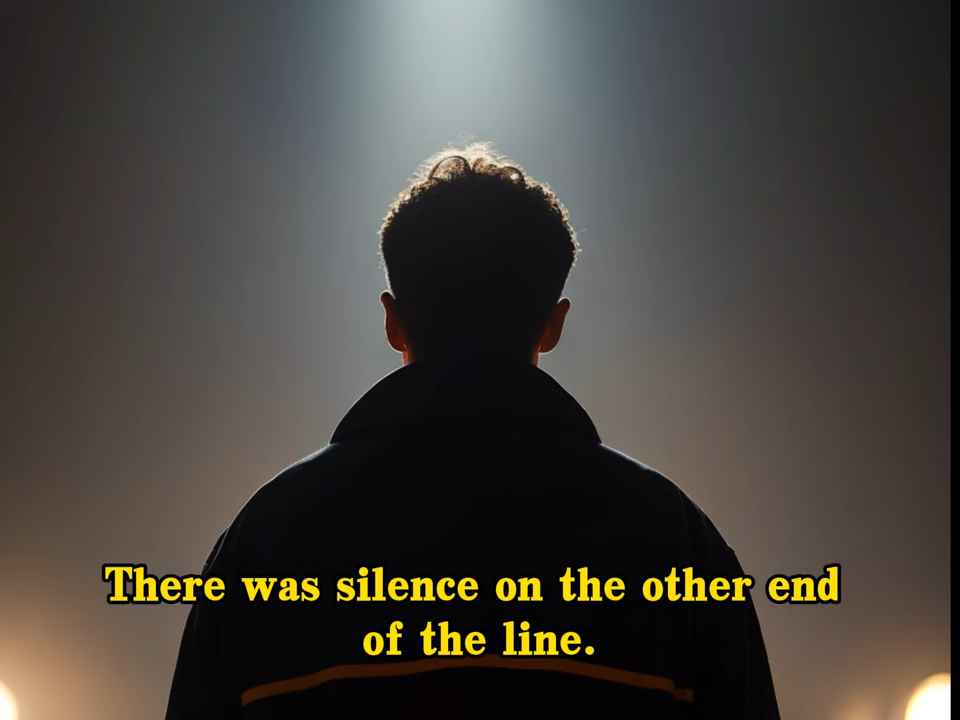 There was silence on the other end
of the line.